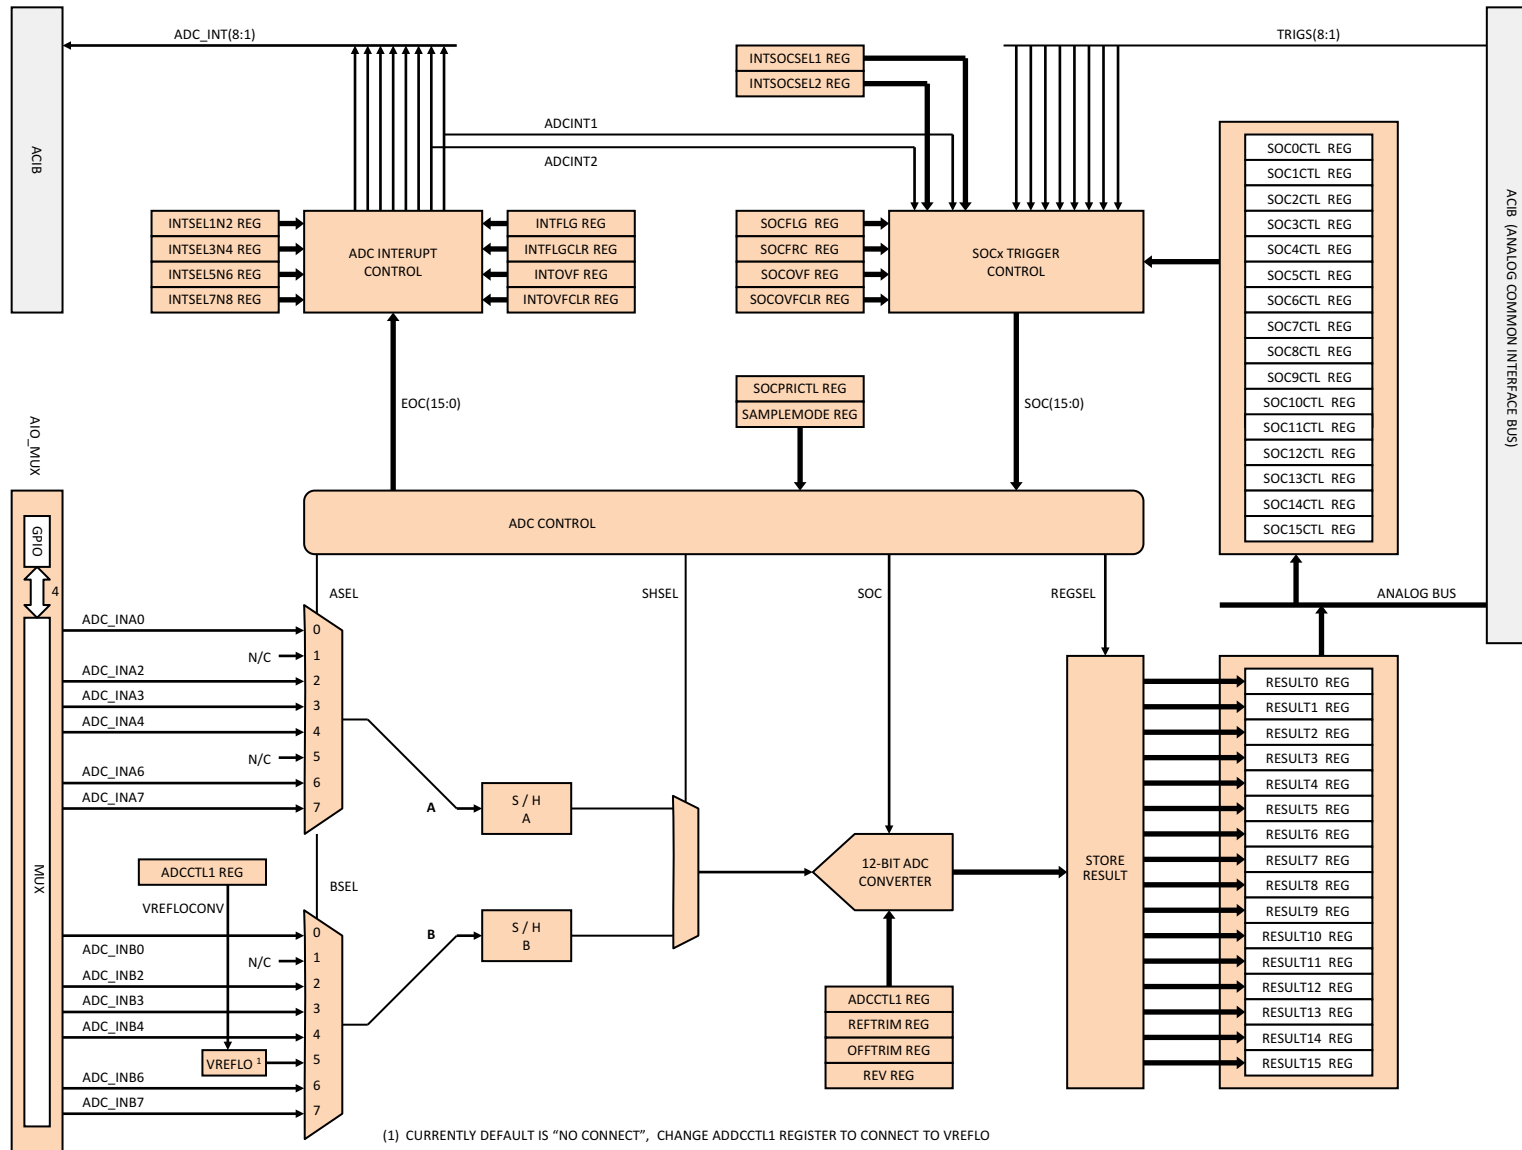 ADC_INT(8:1)
TRIGS(8:1)
INTSOCSEL1 REG
INTSOCSEL2 REG
ACIB
ADCINT1
ADCINT2
ACIB (ANALOG COMMON INTERFACE BUS)
SOC0CTL REG
SOC1CTL REG
SOC2CTL REG
SOC3CTL REG
SOC4CTL REG
SOC5CTL REG
SOC6CTL REG
SOC7CTL REG
SOC8CTL REG
SOC9CTL REG
SOC10CTL REG
SOC11CTL REG
SOC12CTL REG
SOC13CTL REG
SOC14CTL REG
SOC15CTL REG
INTSEL1N2 REG
INTSEL3N4 REG
INTSEL5N6 REG
INTSEL7N8 REG
ADC INTERUPT
CONTROL
INTFLG REG
INTFLGCLR REG
INTOVF REG
INTOVFCLR REG
SOCFLG REG
SOCFRC REG
SOCOVF REG
SOCOVFCLR REG
SOCx TRIGGER
CONTROL
EOC(15:0)
SOCPRICTL REG
SAMPLEMODE REG
SOC(15:0)
AIO_MUX
GPIO
4
MUX
ADC CONTROL
ASEL
SHSEL
SOC
REGSEL
ANALOG BUS
ADC_INA0
N/C
ADC_INA2
ADC_INA3
ADC_INA4
N/C
ADC_INA6
ADC_INA7
0
1
2
3
4
5
6
7
A
S / H
A
ADCCTL1 REG
VREFLOCONV
BSEL
ADC_INB0
N/C
ADC_INB2
ADC_INB3
ADC_INB4
VREFLO 1
ADC_INB6
ADC_INB7
0
1
2
3
4
5
6
7
B
S / H
B
12-BIT ADC
CONVERTER
ADCCTL1 REG
REFTRIM REG
OFFTRIM REG
REV REG
STORE
RESULT
RESULT0 REG
RESULT1 REG
RESULT2 REG
RESULT3 REG
RESULT4 REG
RESULT5 REG
RESULT6 REG
RESULT7 REG
RESULT8 REG
RESULT9 REG
RESULT10 REG
RESULT11 REG
RESULT12 REG
RESULT13 REG
RESULT14 REG
RESULT15 REG
(1) CURRENTLY DEFAULT IS “NO CONNECT”, CHANGE ADDCCTL1 REGISTER TO CONNECT TO VREFLO